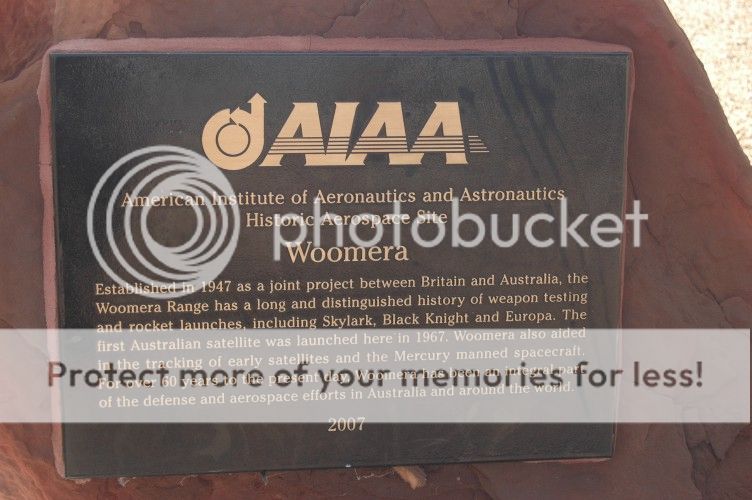 AIAA
American Institute of Aeronautics and Astronautics
Historic Aerospace Site
photobucket
Woomera
Established in 1947 as a joint project between Britain and Australia, the
Woomera Range has a long and distinguished history of weapon testing
and rocket launches, including Skylark, Black Knight and Europa. The
first Australian satellite was launched here in 1967. Woomera also aided
in the tracking of early satellites and the Mercury manned spacecraft.
Protect more of your memories for less!
For over 60 years to the present day, Woomera has been an integral part
of the defense and aerospace efforts in Australia and around the world.
2007